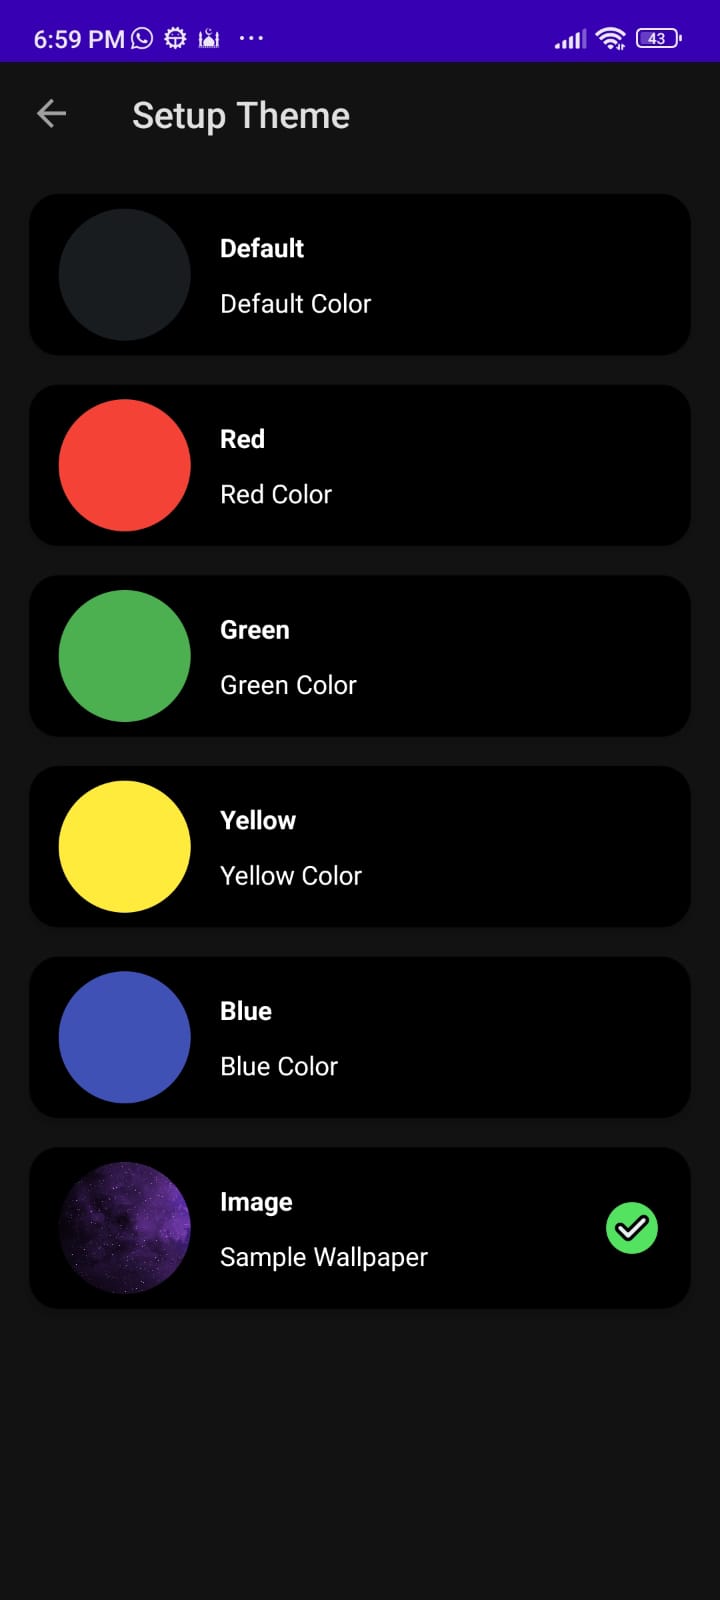 6:59 PM
43
Setup Theme
Default
Default Color
Red
Red Color
Green
Green Color
Yellow
Yellow Color
Blue
Blue Color
Image
Sample Wallpaper